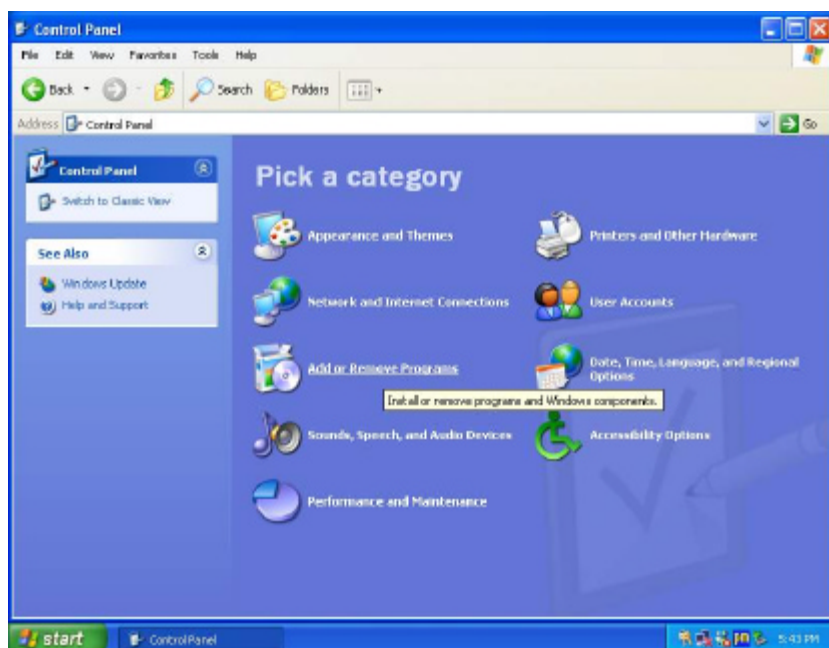 Control Panel
File Edit View Favorites Tools Help
Back Search Folders
Address Control Panel Go
Control Panel
Switch to Classic View
See Also
Windows Update
Help and Support
Pick a category
Appearance and Themes
Printers and Other Hardware
Network and Internet Connections
User Accounts
Add or Remove Programs
Date, Time, Language, and Regional
Options
Install or remove programs and Windows components.
Sounds, Speech, and Audio Devices
Accessibility Options
Performance and Maintenance
start Control Panel 5:43 PM